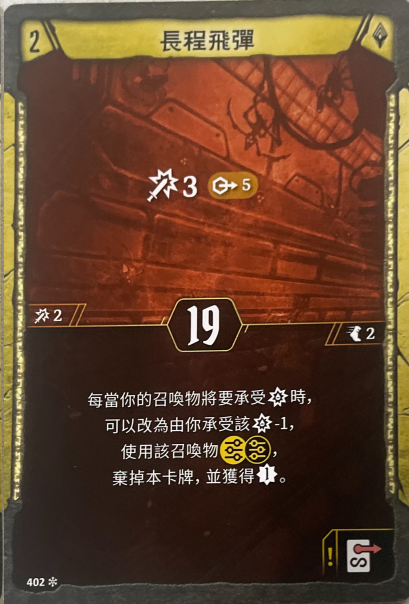 2
長程飛彈
3 5
2
19
2
每當你的召喚物將要承受時，
可以改為由你承受該-1，
使用該召喚物，
棄掉本卡牌，並獲得1。
!
402